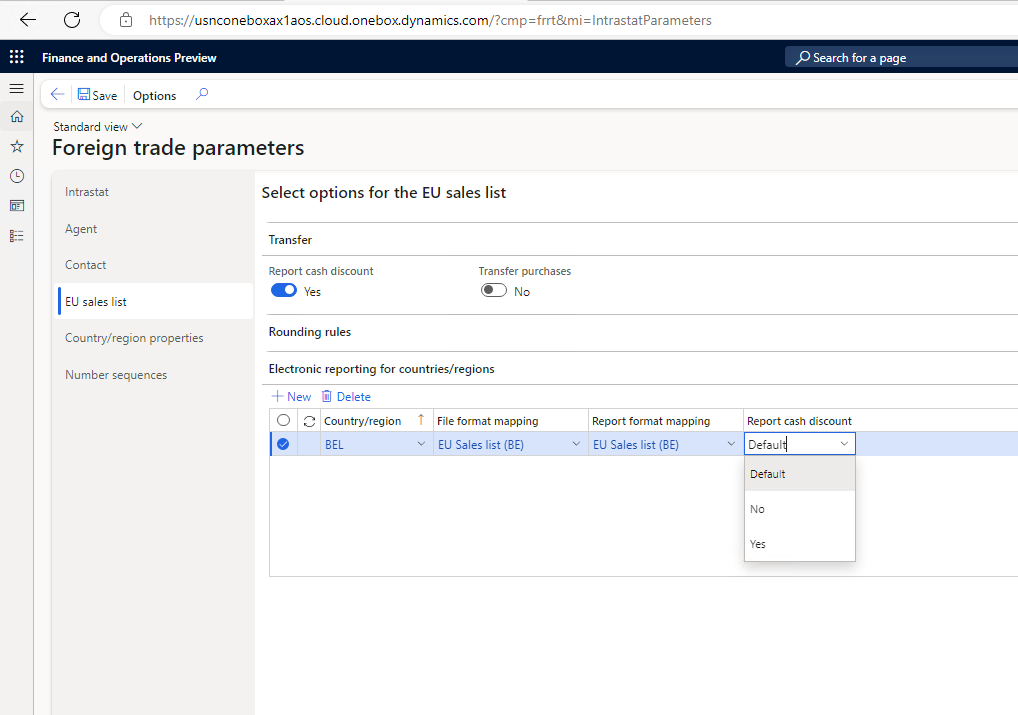 https://usnconeboxax1aos.cloud.onebox.dynamics.com/?cmp=frrt&mi=IntrastatParameters
Finance and Operations Preview
Search for a page
Save Options
Standard view
Foreign trade parameters
Intrastat
Agent
Contact
EU sales list
Country/region properties
Number sequences
Select options for the EU sales list
Transfer
Report cash discount Transfer purchases
Yes No
Rounding rules
Electronic reporting for countries/regions
New Delete
Country/region File format mapping Report format mapping Report cash discount
BEL EU Sales list (BE) EU Sales list (BE) Default
Default
No
Yes